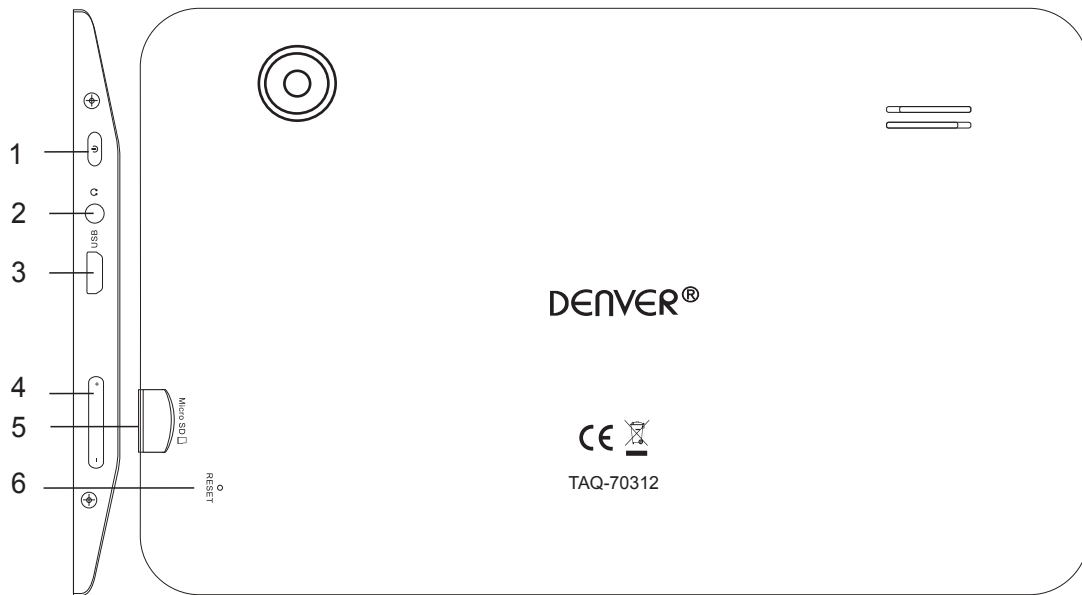 1
2
USB
3
4
+
-
5
Micro SD
6
RESET
DENVER®
CE
TAQ-70312